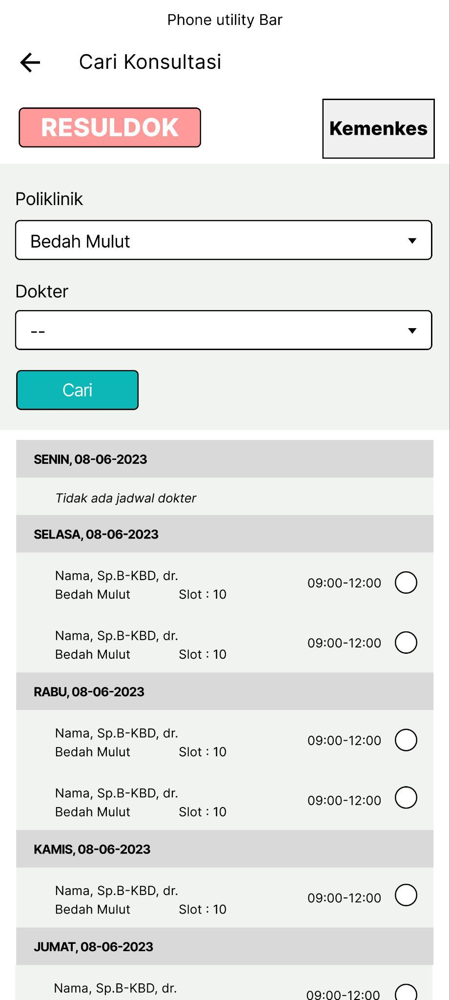 Phone utility Bar
Cari Konsultasi
RESULDOK
Kemenkes
Poliklinik
Bedah Mulut
Dokter
--
Cari
SENIN, 08-06-2023
Tidak ada jadwal dokter
SELASA, 08-06-2023
Nama, Sp.B-KBD, dr.
Bedah Mulut Slot : 10
09:00-12:00
Nama, Sp.B-KBD, dr.
Bedah Mulut Slot : 10
09:00-12:00
RABU, 08-06-2023
Nama, Sp.B-KBD, dr.
Bedah Mulut Slot : 10
09:00-12:00
Nama, Sp.B-KBD, dr.
Bedah Mulut Slot : 10
09:00-12:00
KAMIS, 08-06-2023
Nama, Sp.B-KBD, dr.
Bedah Mulut Slot : 10
09:00-12:00
JUMAT, 08-06-2023
Nama, Sp.B-KBD, dr.
09:00-12:00